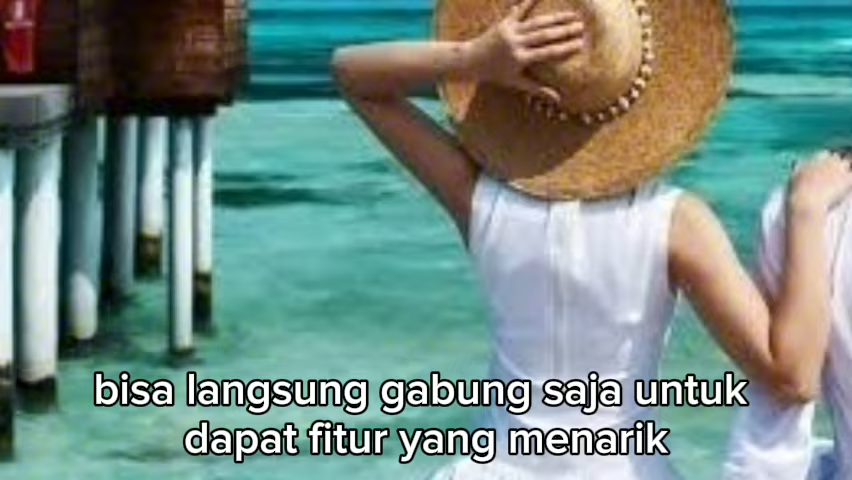 bisa langsung gabung saja untuk
dapat fitur yang menarik